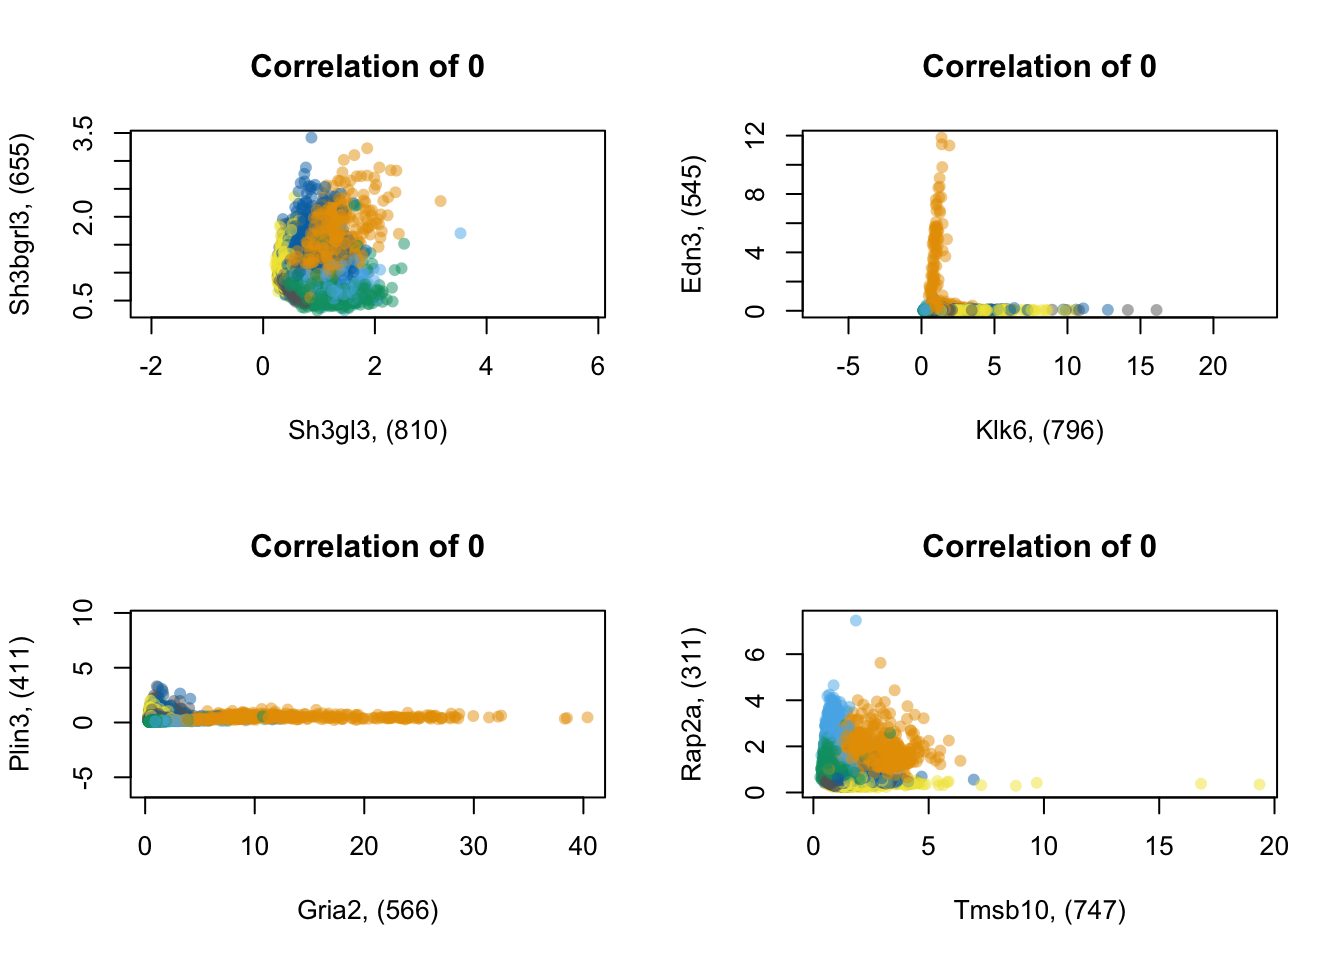 Correlation of 0
Sh3bgrl3, (655)
3.5
2.0
0.5
-2 0 2 4 6
Sh3gl3, (810)
Correlation of 0
Edn3, (545)
12
8
4
0
-5 0 5 10 15 20
Klk6, (796)
Correlation of 0
Plin3, (411)
10
5
0
-5
0 10 20 30 40
Gria2, (566)
Correlation of 0
Rap2a, (311)
6
4
2
0
0 5 10 15 20
Tmsb10, (747)